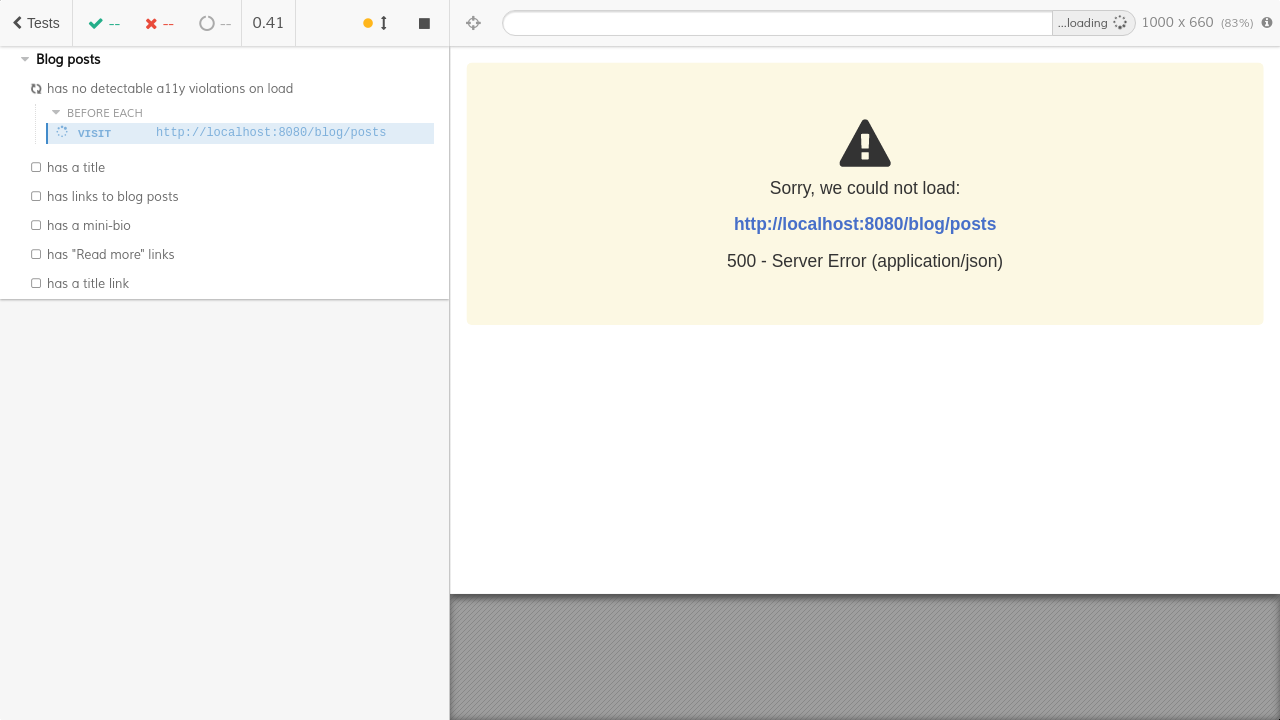 Tests -- -- -- 0.41 ...loading 1000 x 660 (83%)
Blog posts
has no detectable a11y violations on load
BEFORE EACH
VISIT http://localhost:8080/blog/posts
has a title
has links to blog posts
has a mini-bio
has "Read more" links
has a title link
Sorry, we could not load:
http://localhost:8080/blog/posts
500 - Server Error (application/json)